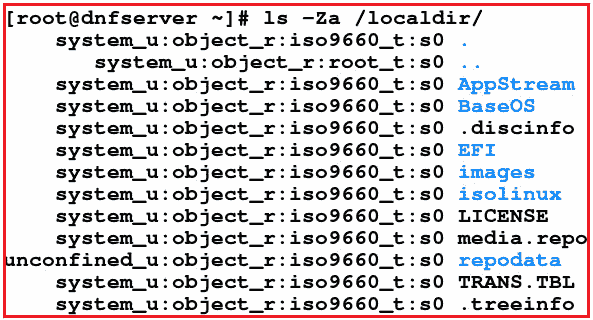 [root@dnfserver ~]# ls -Za /localdir/
system_u:object_r:iso9660_t:s0 .
system_u:object_r:root_t:s0 ..
system_u:object_r:iso9660_t:s0 AppStream
system_u:object_r:iso9660_t:s0 BaseOS
system_u:object_r:iso9660_t:s0 .discinfo
system_u:object_r:iso9660_t:s0 EFI
system_u:object_r:iso9660_t:s0 images
system_u:object_r:iso9660_t:s0 isolinux
system_u:object_r:iso9660_t:s0 LICENSE
system_u:object_r:iso9660_t:s0 media.repo
unconfined_u:object_r:iso9660_t:s0 repodata
system_u:object_r:iso9660_t:s0 TRANS.TBL
system_u:object_r:iso9660_t:s0 .treeinfo